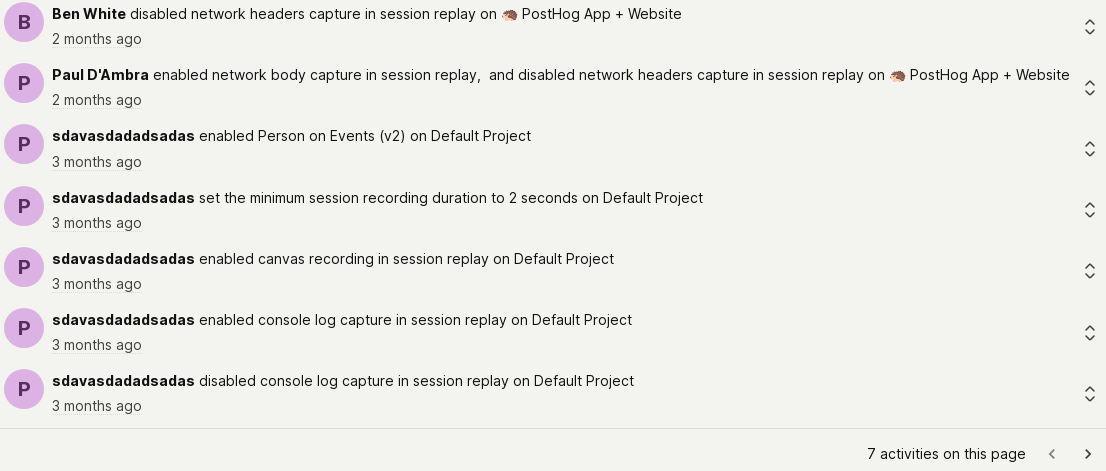 B
Ben White disabled network headers capture in session replay on 🦔 PostHog App + Website
2 months ago
P
Paul D'Ambra enabled network body capture in session replay,  and disabled network headers capture in session replay on 🦔 PostHog App + Website
2 months ago
P
sdavasdadadsadas enabled Person on Events (v2) on Default Project
3 months ago
P
sdavasdadadsadas set the minimum session recording duration to 2 seconds on Default Project
3 months ago
P
sdavasdadadsadas enabled canvas recording in session replay on Default Project
3 months ago
P
sdavasdadadsadas enabled console log capture in session replay on Default Project
3 months ago
P
sdavasdadadsadas disabled console log capture in session replay on Default Project
3 months ago
7 activities on this page